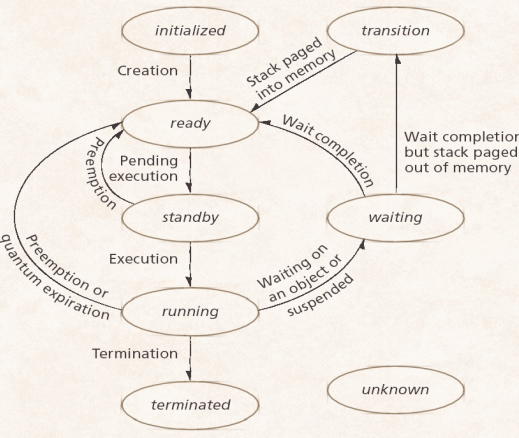 initialized
transition
Creation
Stack paged
into memory
ready
Wait completion
Preemption
Pending
execution
Wait completion
but stack paged
out of memory
standby
waiting
Execution
Preemption or
quantum expiration
Waiting on
an object or
suspended
running
Termination
unknown
terminated